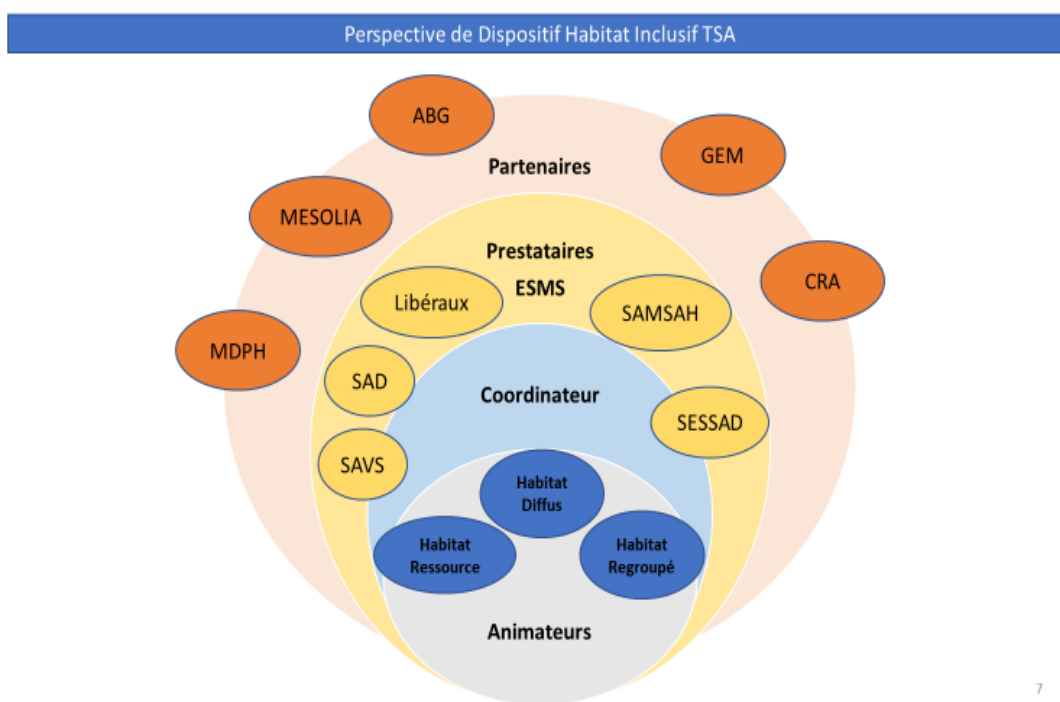 Perspective de Dispositif Habitat Inclusif TSA
ABG
GEM
Partenaires
MESOLIA
Prestataires
ESMS
CRA
Libéraux
SAMSAH
MDPH
SAD
Coordinateur
SESSAD
SAVS
Habitat
Diffus
Habitat
Ressource
Habitat
Regroupé
Animateurs
7